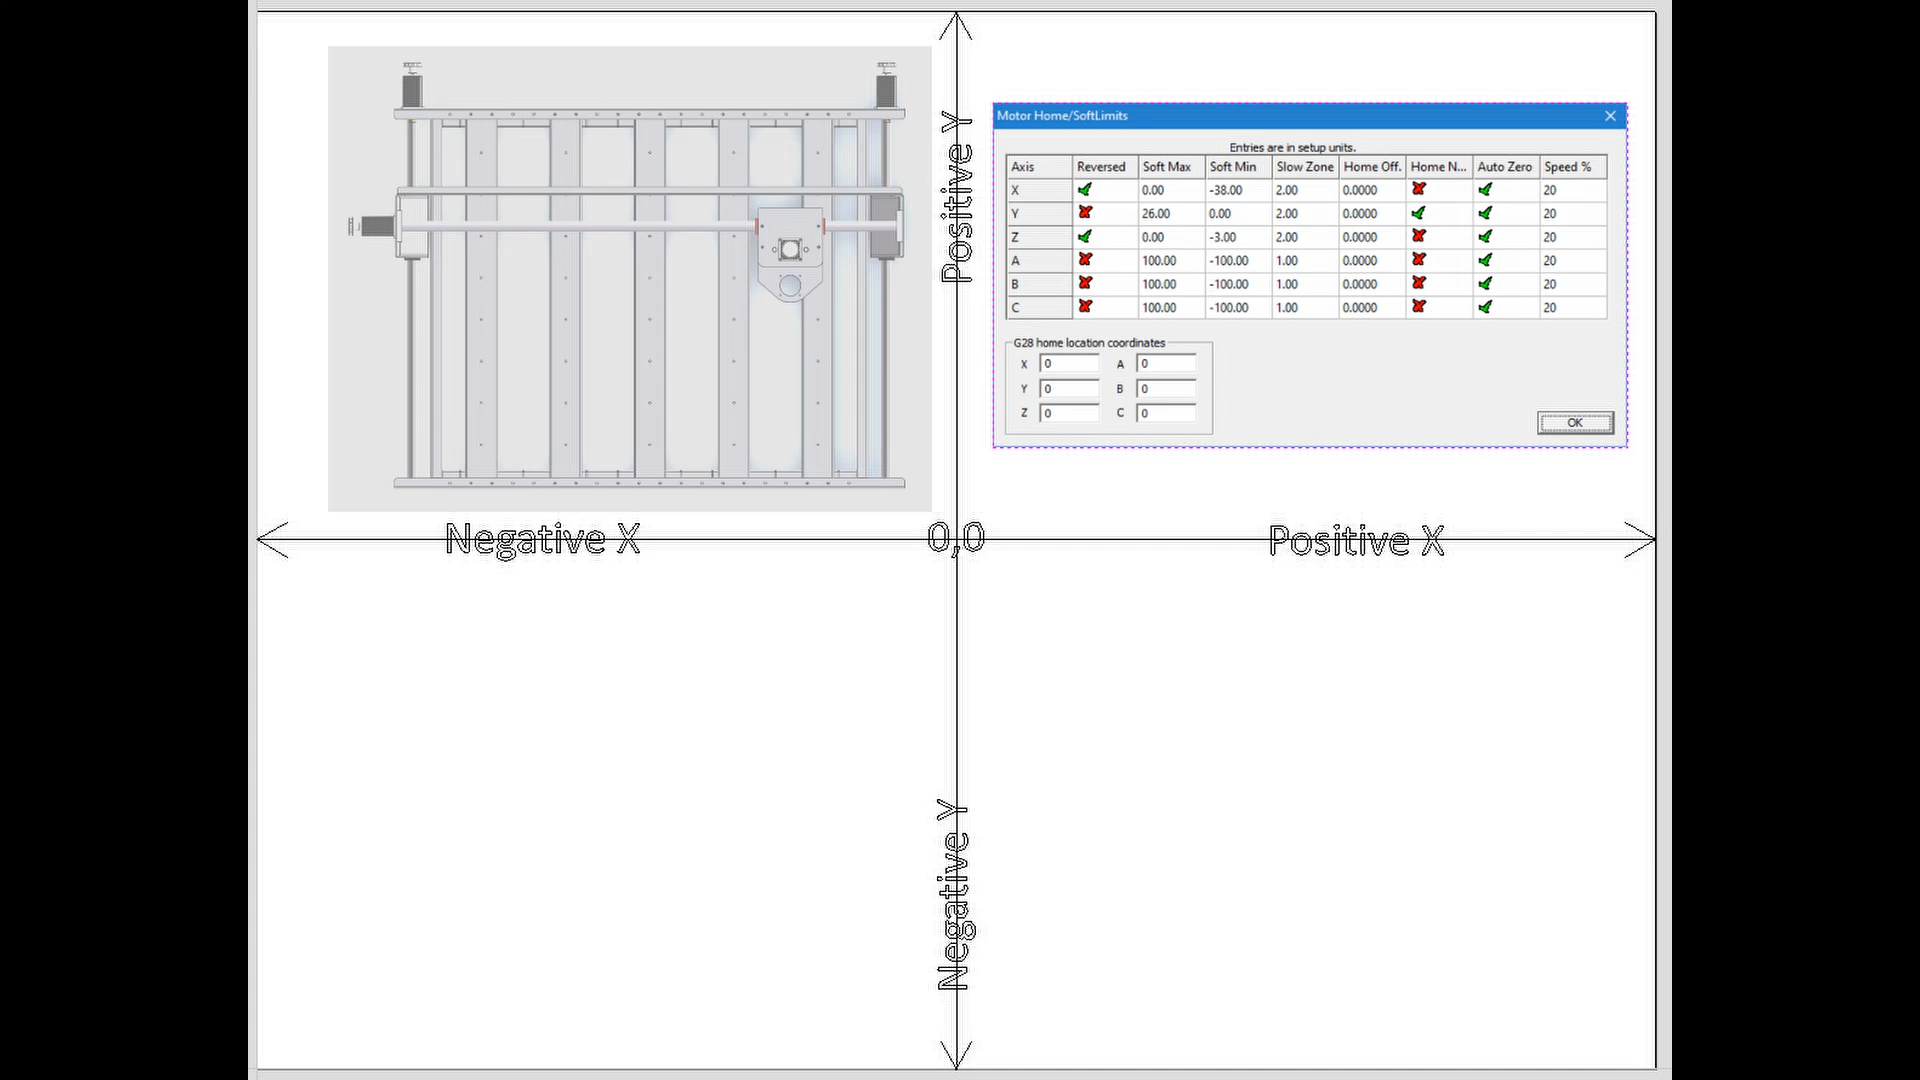 Positive Y
Motor Home/SoftLimits
Entries are in setup units.
Axis Reversed Soft Max Soft Min Slow Zone Home Off. Home N... Auto Zero Speed %
X 0.00 -38.00 2.00 0.0000 20
Y 26.00 0.00 2.00 0.0000 20
Z 0.00 -3.00 2.00 0.0000 20
A 100.00 -100.00 1.00 0.0000 20
B 100.00 -100.00 1.00 0.0000 20
C 100.00 -100.00 1.00 0.0000 20
G28 home location coordinates
X 0 A 0
Y 0 B 0
Z 0 C 0
OK
Negative X
0,0
Positive X
Negative Y